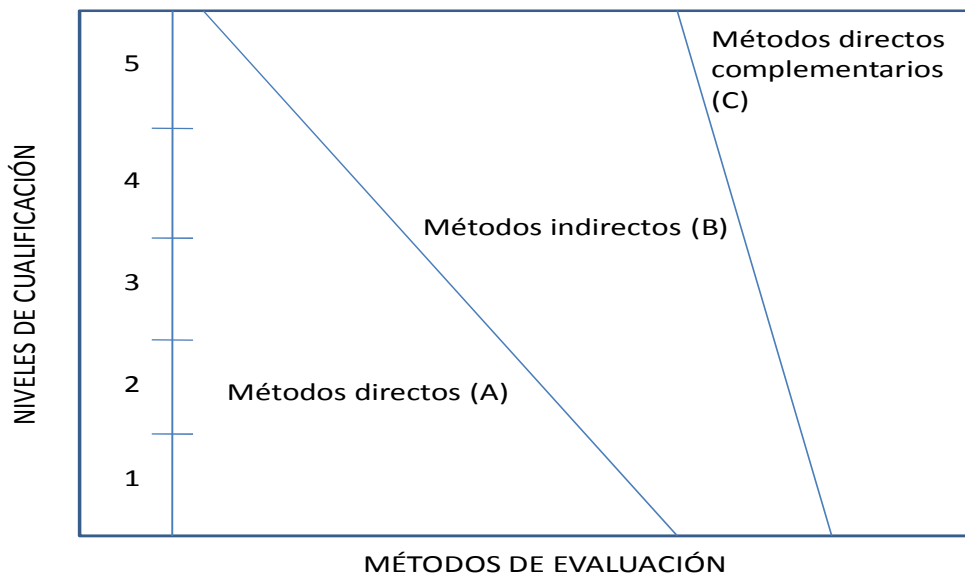 Métodos directos
complementarios
(C)
5
4
Métodos indirectos (B)
3
2
Métodos directos (A)
1
NIVELES DE CUALIFICACIÓN
MÉTODOS DE EVALUACIÓN